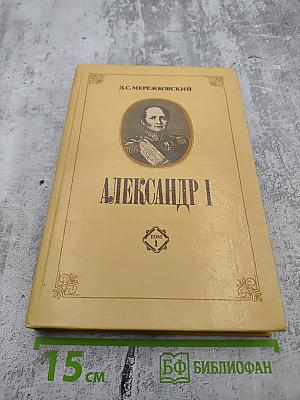 Д.С. МЕРЕЖКОВСКИЙ
АЛЕКСАНДР I
ТОМ
1
15 см
БФ БИБЛИОФАН